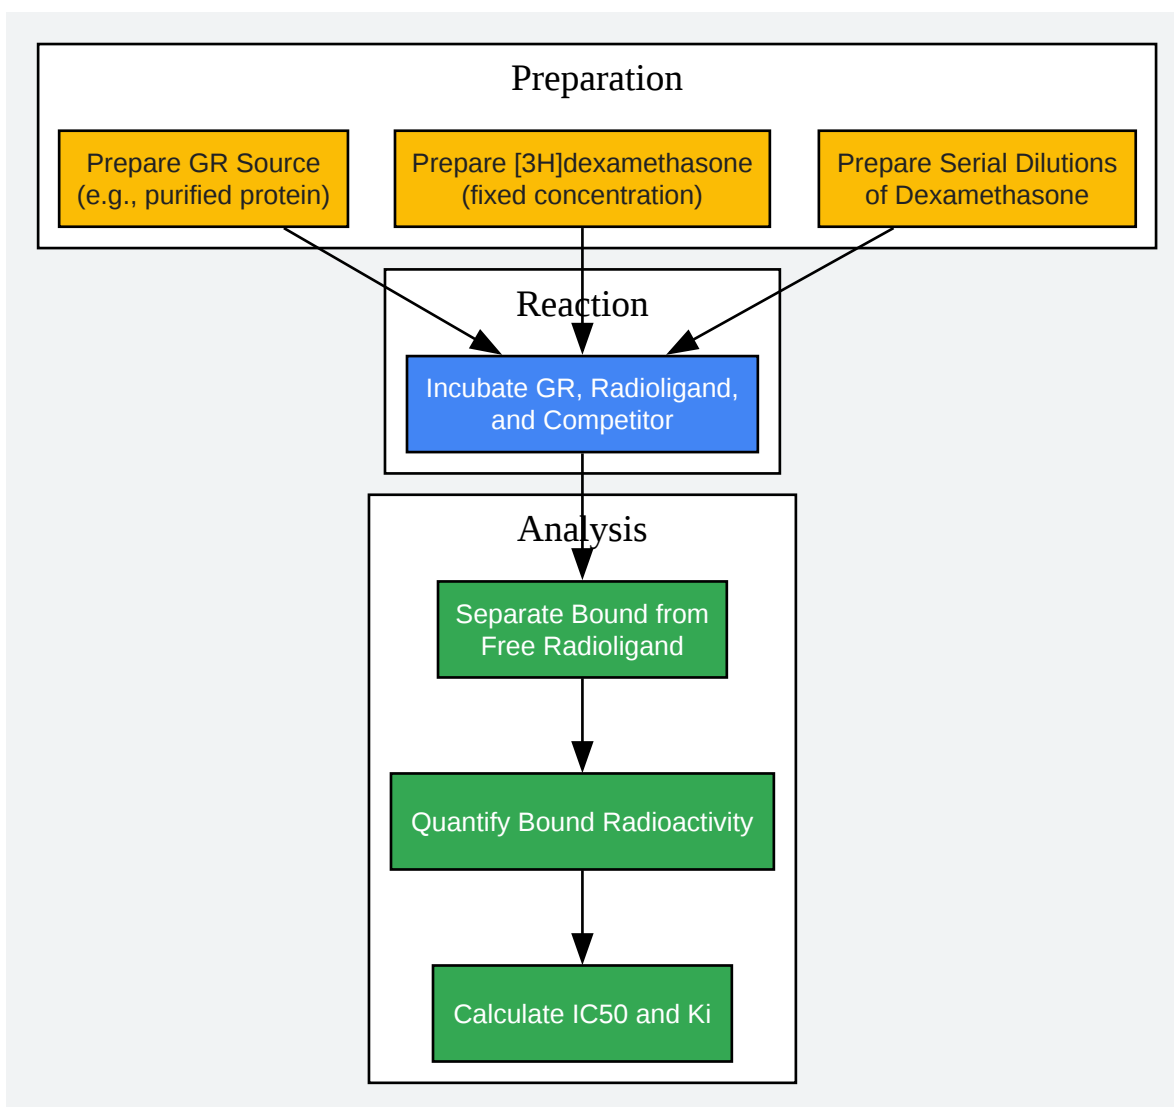 Preparation
Prepare GR Source
(e.g., purified protein)
Prepare [3H]dexamethasone
(fixed concentration)
Prepare Serial Dilutions
of Dexamethasone
Reaction
Incubate GR, Radioligand,
and Competitor
Analysis
Separate Bound from
Free Radioligand
Quantify Bound Radioactivity
Calculate IC50 and Ki